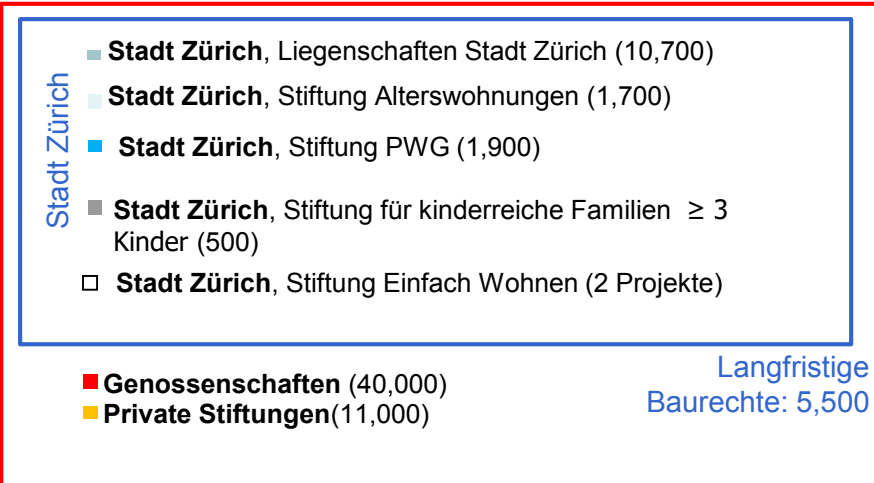 Stadt Zürich
Stadt Zürich, Liegenschaften Stadt Zürich (10,700)
Stadt Zürich, Stiftung Alterswohnungen (1,700)
Stadt Zürich, Stiftung PWG (1,900)
Stadt Zürich, Stiftung für kinderreiche Familien ≥ 3
Kinder (500)
Stadt Zürich, Stiftung Einfach Wohnen (2 Projekte)
Genossenschaften (40,000)
Private Stiftungen(11,000)
Langfristige
Baurechte: 5,500